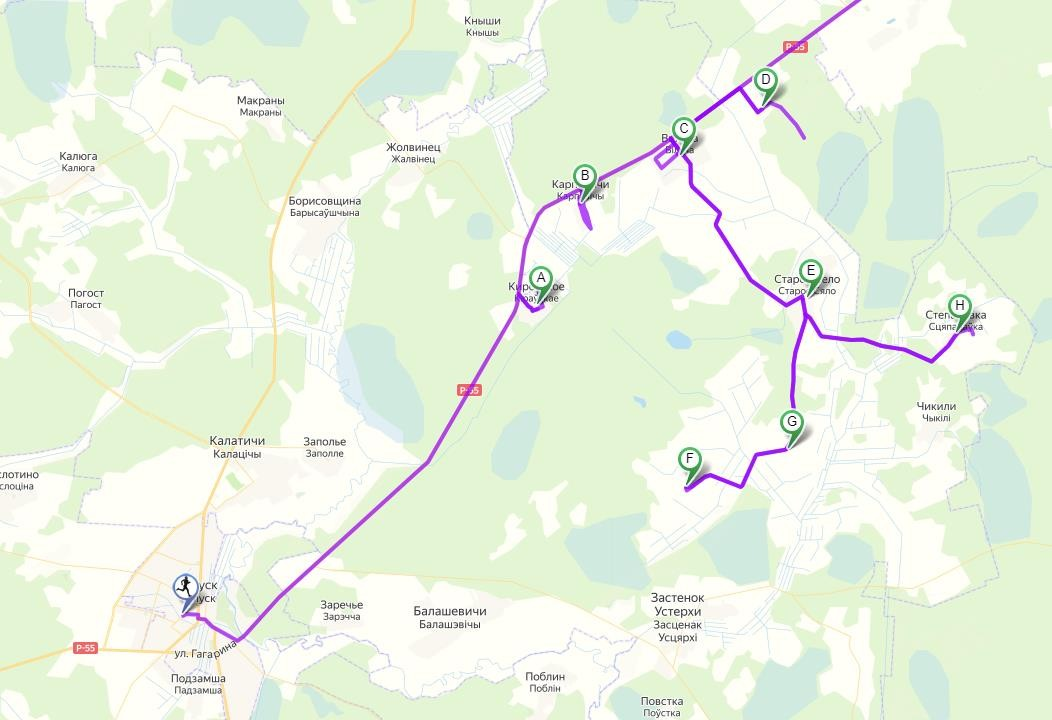 Кныши
Кнышы
Р-55
D
Макраны
Макраны
C
Жолвинец
Жалвінец
Калюга
Калюга
B
Борисовщина
Барысаўшчына
A
E
Погост
Пагост
H
Р-55
Чикили
Чыкілі
G
Калатичи
Калацічы
Заполье
Заполле
F
Заречье
Зарэчча
Балашевичи
Балашэвічы
Застенок
Устерхи
Засценак
Усцярхі
Р-55
ул. Гагарина
Подзамша
Падзамша
Поблин
Поблін
Повстка
Поўстка